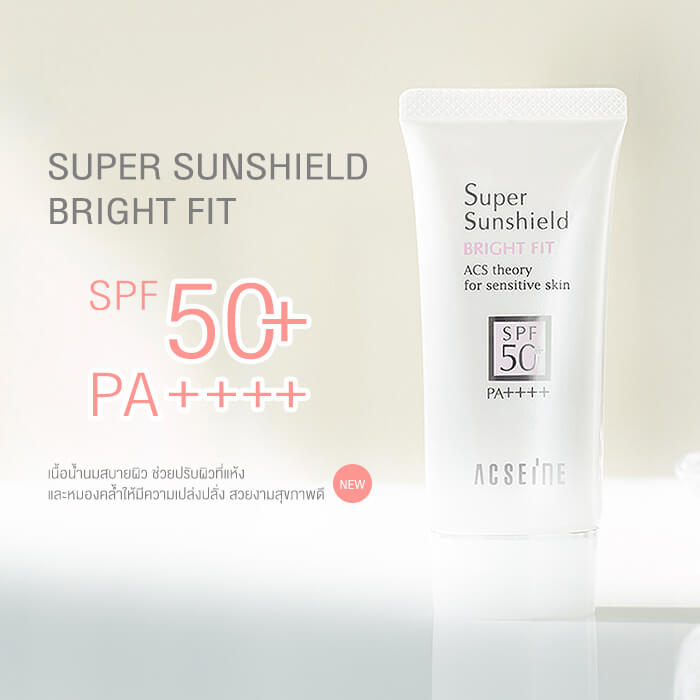 SUPER SUNSHIELD
BRIGHT FIT
SPF 50+
PA++++
เนื้อน้ำนมสบายผิว ช่วยปรับผิวที่แห้ง
และหมองคล้ำให้มีความเปล่งปลั่ง สวยงามสุขภาพดี
NEW
Super
Sunshield
BRIGHT FIT
ACS theory
for sensitive skin
SPF
50+
PA++++
ACSEINE